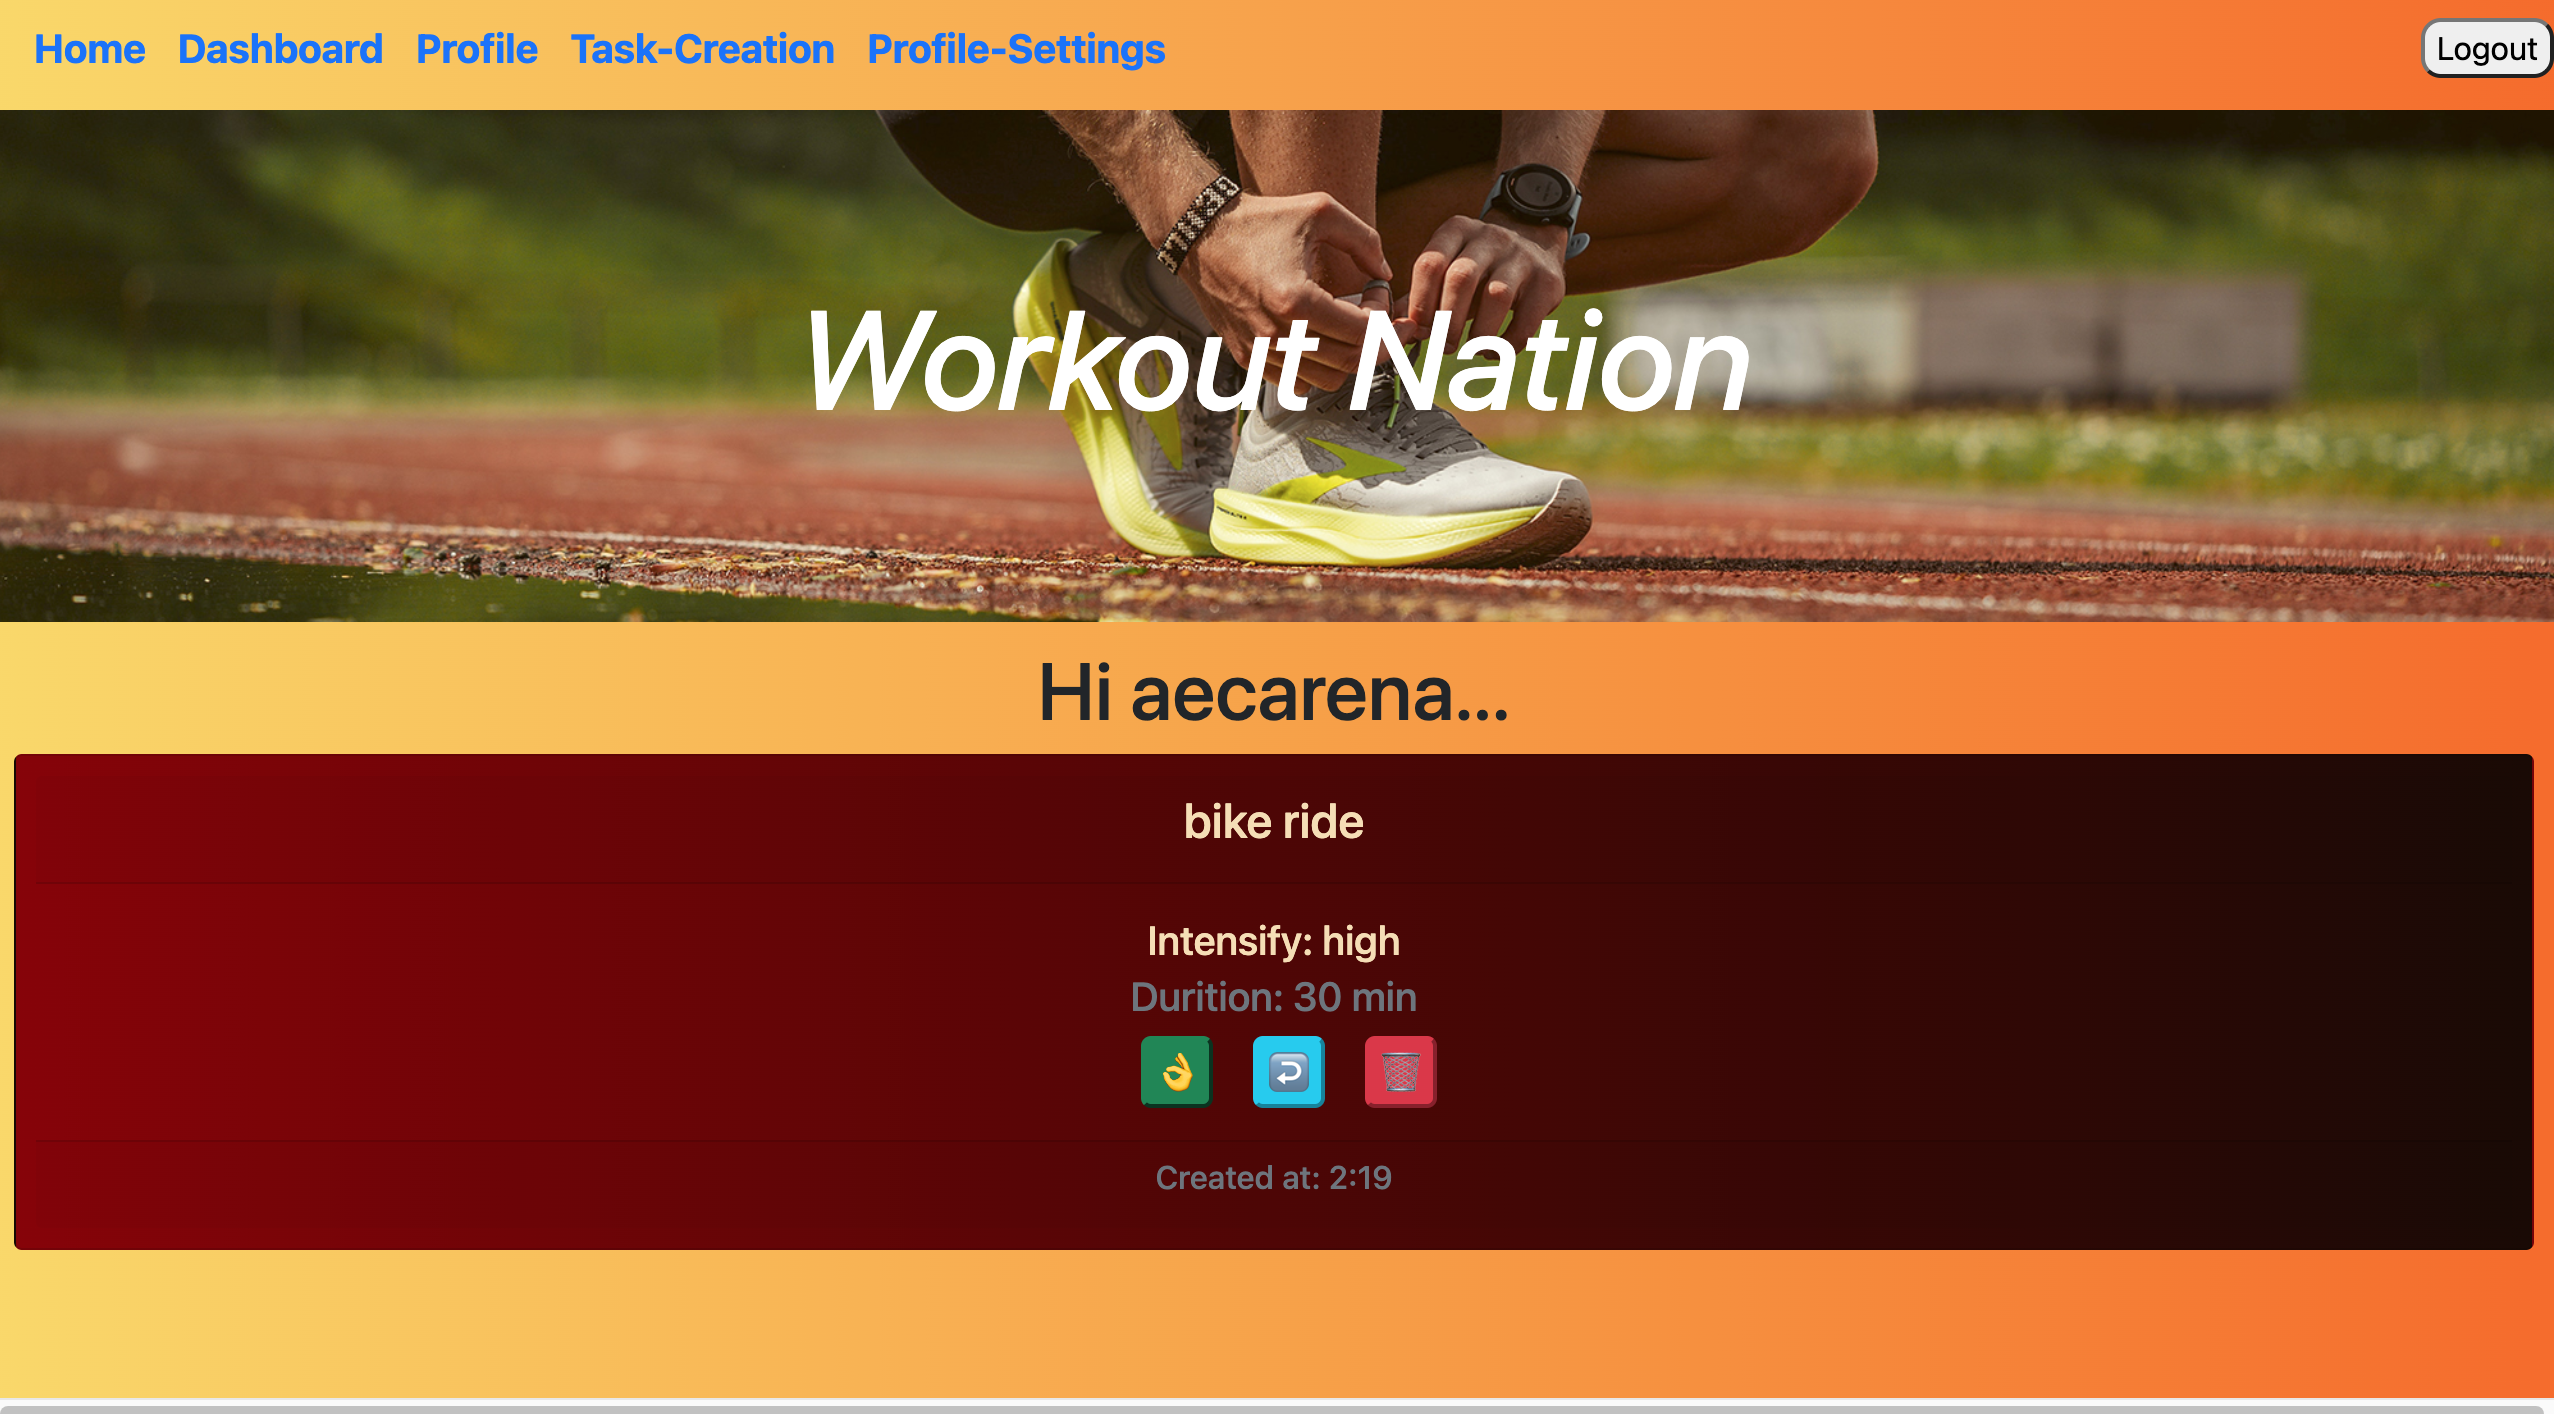 Home Dashboard Profile Task-Creation Profile-Settings Logout
Workout Nation
Hi aecarena...
bike ride
Intensify: high
Durition: 30 min
Created at: 2:19